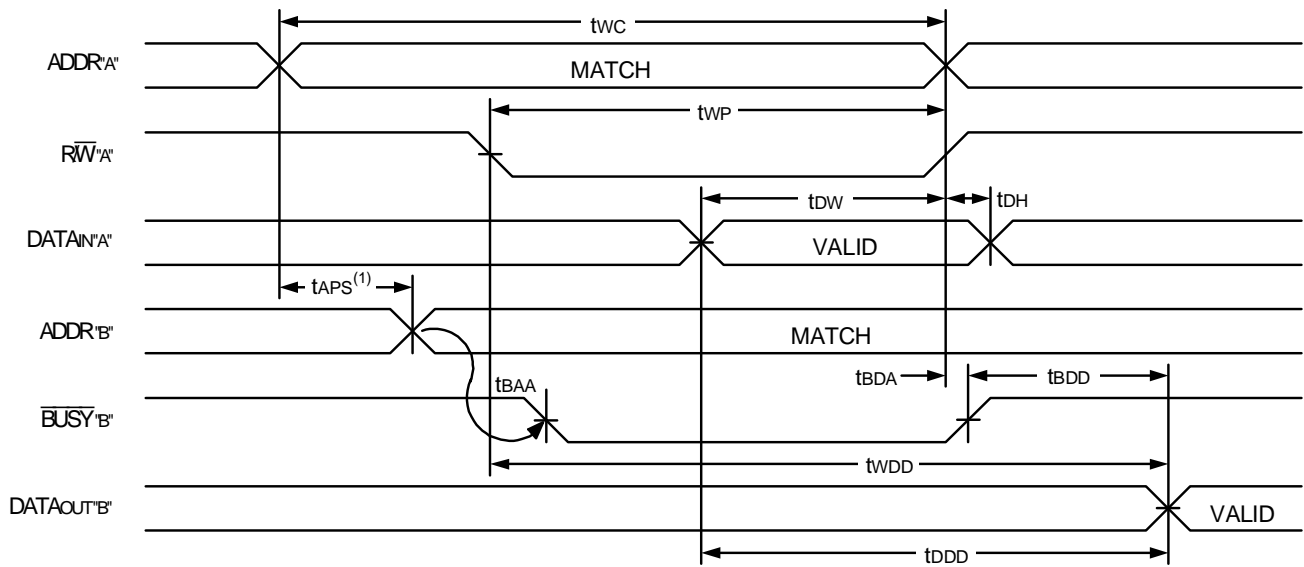 tWC
ADDR"A"
MATCH
tWP
R/W̅"A"
tDW
tDH
DATAIN"A"
VALID
tAPS(1)
ADDR"B"
MATCH
tBAA
tBDA
tBDD
B̅U̅S̅Y̅"B"
tWDD
DATAOUT"B"
VALID
tDDD